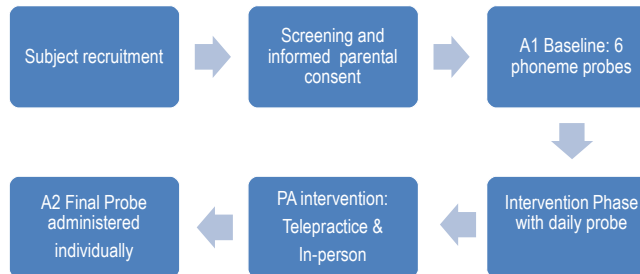 Subject recruitment
Screening and
informed parental
consent
A1 Baseline: 6
phoneme probes
Intervention Phase
with daily probe
PA intervention:
Telepractice &
In-person
A2 Final Probe
administered
individually